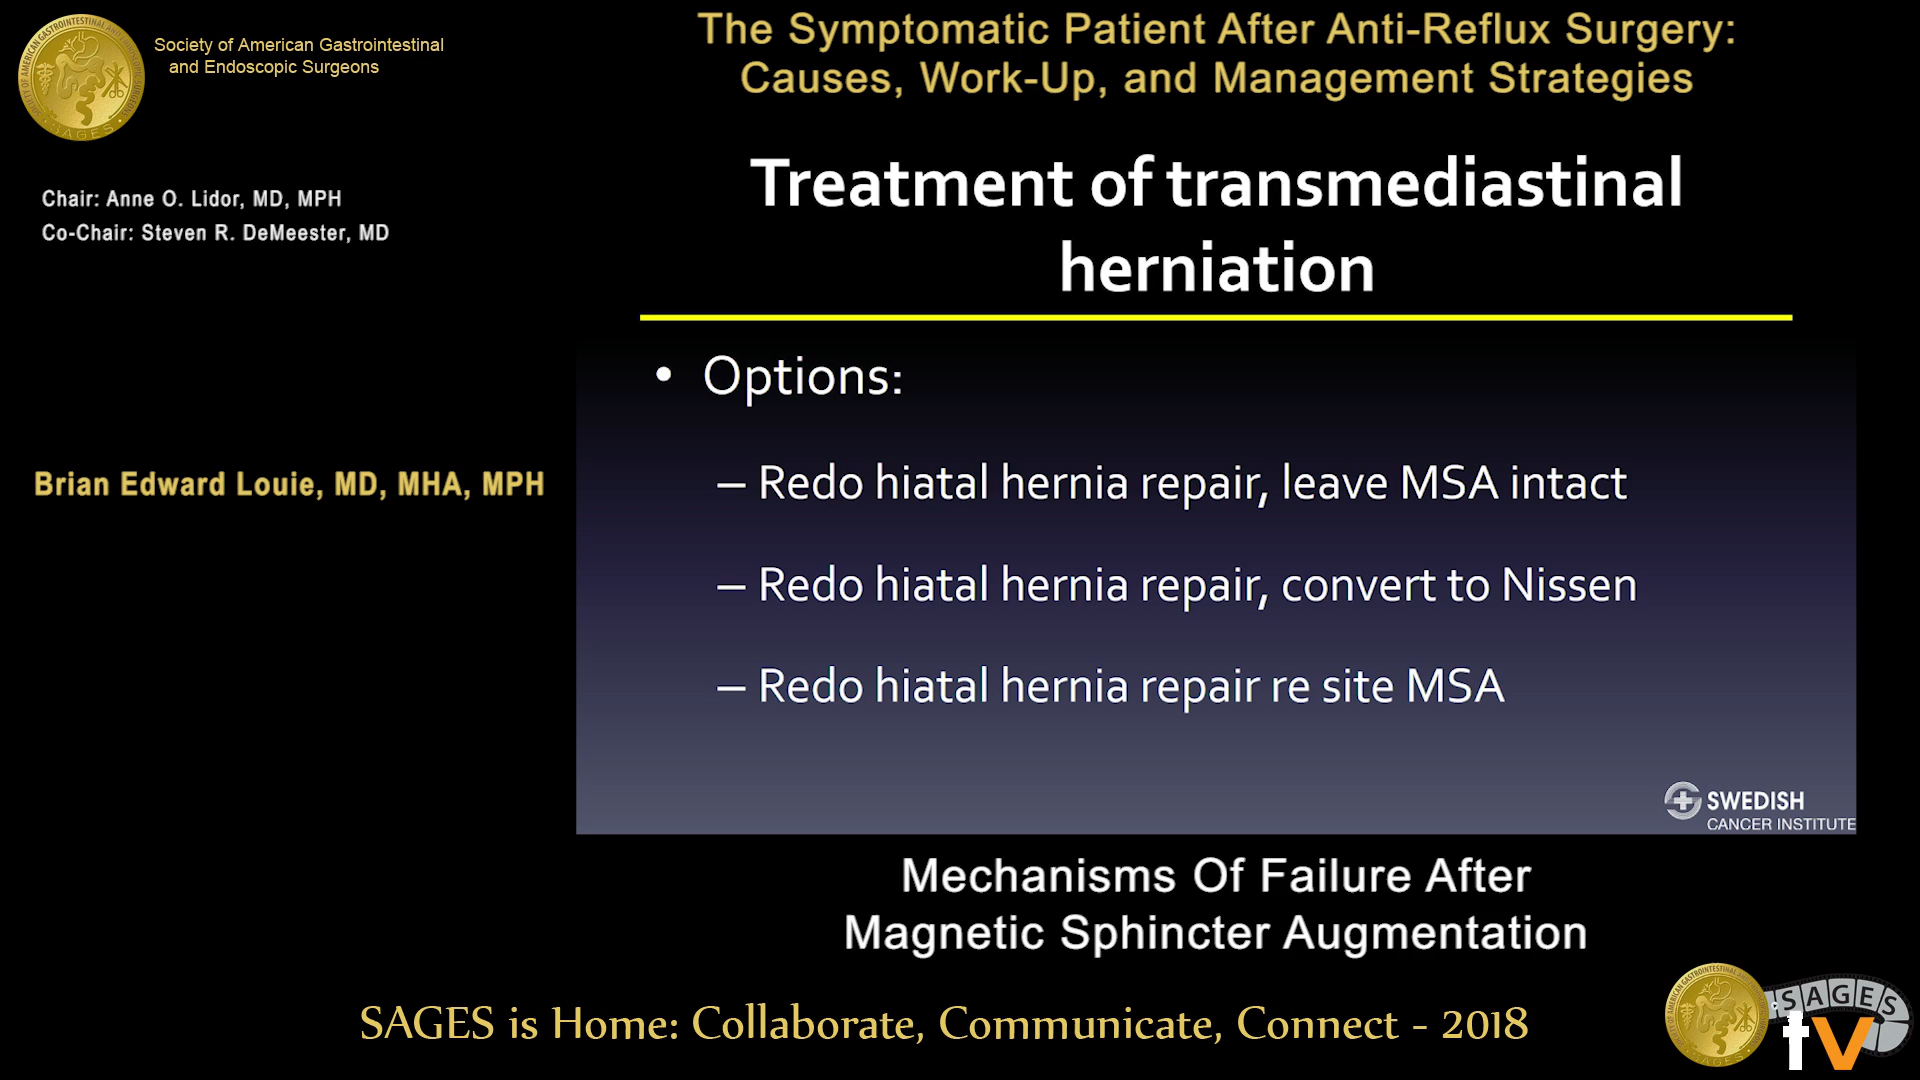 Society of American Gastrointestinal
and Endoscopic Surgeons
The Symptomatic Patient After Anti-Reflux Surgery:
Causes, Work-Up, and Management Strategies
Chair: Anne O. Lidor, MD, MPH
Co-Chair: Steven R. DeMeester, MD
Brian Edward Louie, MD, MHA, MPH
Treatment of transmediastinal
herniation
• Options:
– Redo hiatal hernia repair, leave MSA intact
– Redo hiatal hernia repair, convert to Nissen
– Redo hiatal hernia repair re site MSA
SWEDISH
CANCER INSTITUTE
Mechanisms Of Failure After
Magnetic Sphincter Augmentation
SAGES is Home: Collaborate, Communicate, Connect - 2018
SAGES
tv